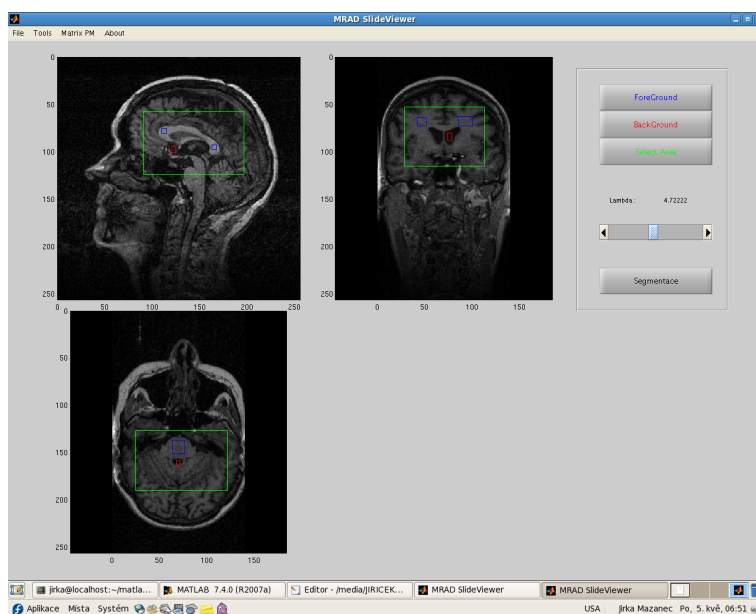 MRAD SlideViewer
File Tools Matrix PM About
0
50
100
150
200
250
0 50 100 150 200 250
0
50
100
150
200
250
0 50 100 150
ForeGround
BackGround
Select Area
Lambda : 4.72222
Segmentace
0
50
100
150
200
250
0 50 100 150
jirka@localhost:~/matla...
MATLAB 7.4.0 (R2007a)
Editor - /media/JIRICEK...
MRAD SlideViewer
MRAD SlideViewer
Aplikace Místa Systém
USA Jirka Mazanec Po, 5. kvě, 06:51